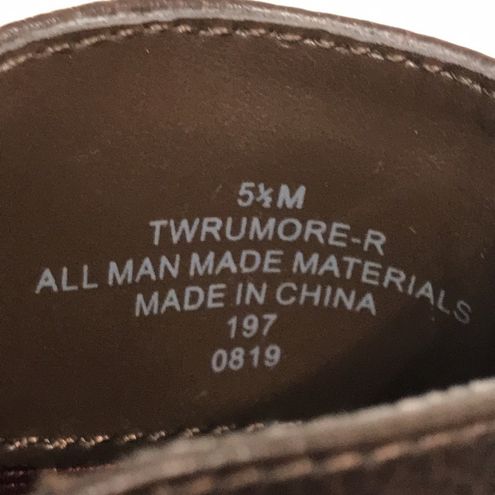 5½M
TWRUMORE-R
ALL MAN MADE MATERIALS
MADE IN CHINA
197
0819